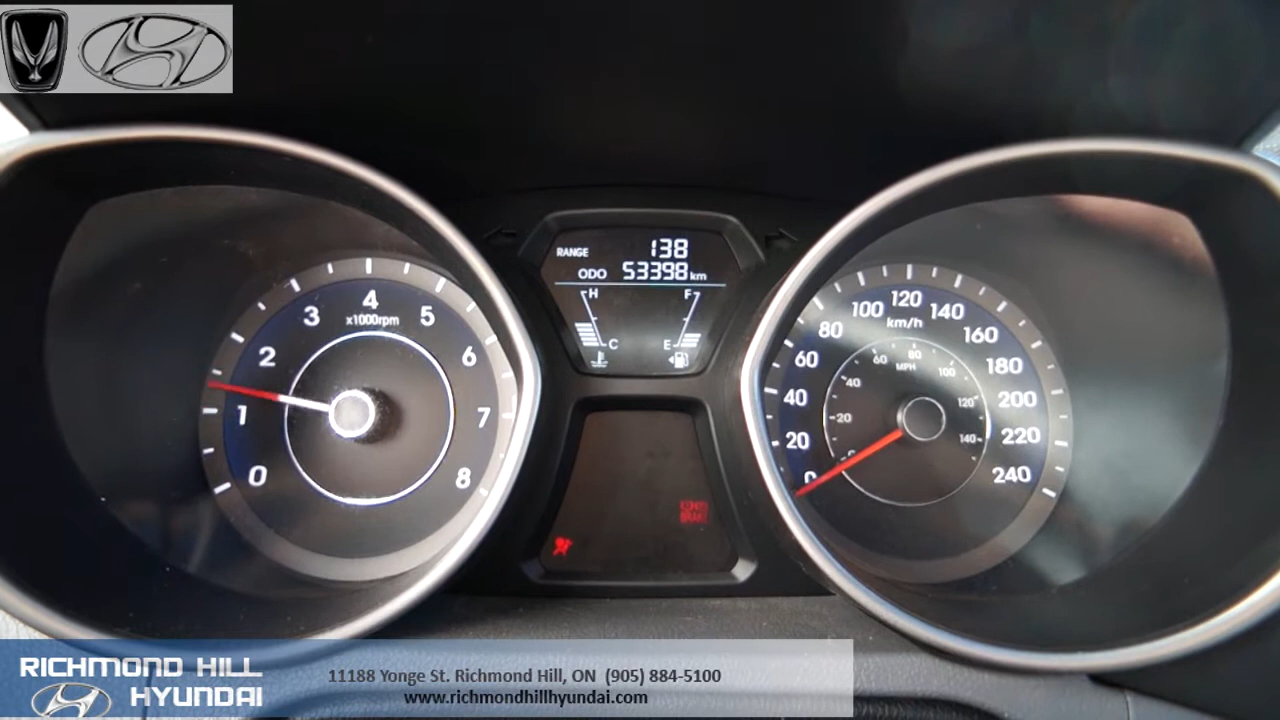 RANGE 138
ODO 53398 km
H
C
F
E
x1000rpm
0
1
2
3
4
5
6
7
8
km/h
0
20
40
60
80
100
120
140
160
180
200
220
240
MPH
0
20
40
60
80
100
120
140
BRAKE
RICHMOND HILL
HYUNDAI
11188 Yonge St. Richmond Hill, ON (905) 884-5100
www.richmondhillhyundai.com